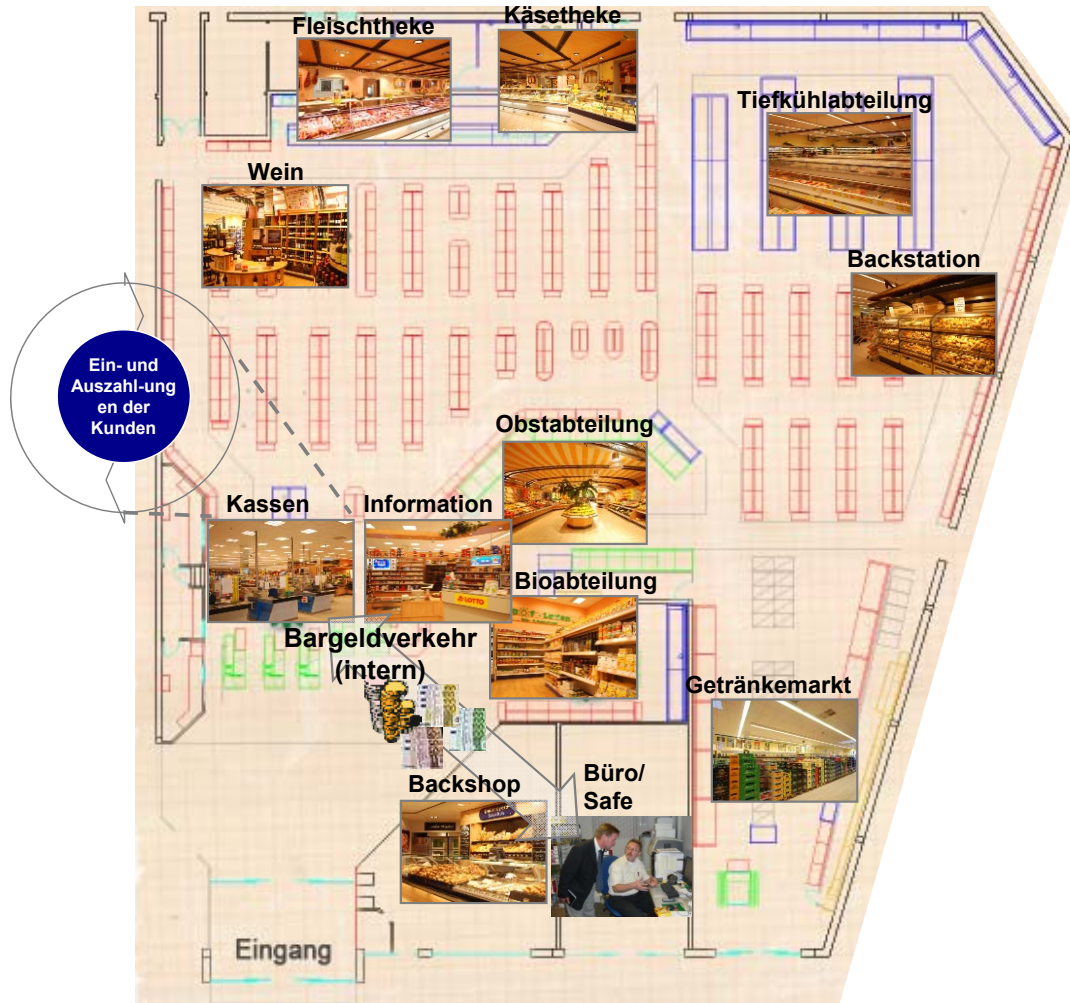 Fleischtheke
Käsetheke
Tiefkühlabteilung
Wein
Backstation
Ein- und
Auszahl-ung
en der
Kunden
Obstabteilung
Kassen
Information
LOTTO
Bioabteilung
Bargeldverkehr
(intern)
Getränkemarkt
Backshop
Büro/
Safe
Eingang